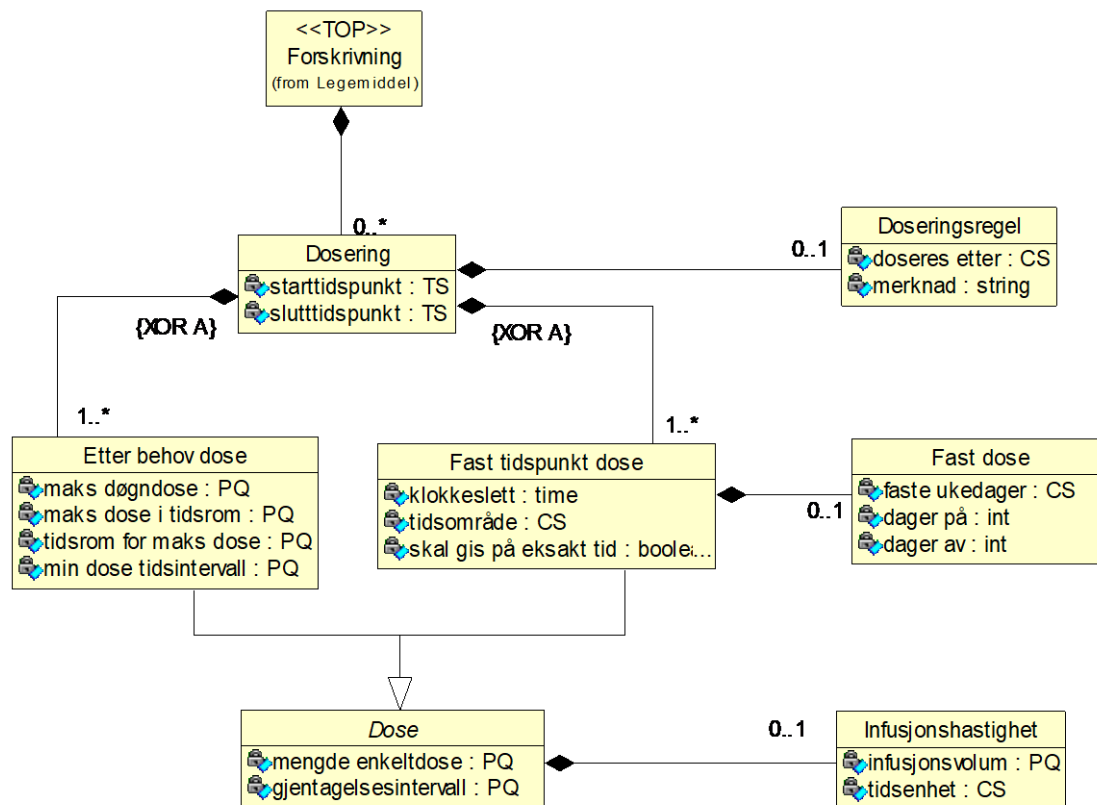 <<TOP>>
Forskrivning
(from Legemiddel)
0..*
Dosering
starttidspunkt : TS
slutttidspunkt : TS
0..1
Doseringsregel
doseres etter : CS
merknad : string
{XOR A}
{XOR A}
1..*
1..*
Etter behov dose
maks døgndose : PQ
maks dose i tidsrom : PQ
tidsrom for maks dose : PQ
min dose tidsintervall : PQ
Fast tidspunkt dose
klokkeslett : time
tidsområde : CS
skal gis på eksakt tid : boolea...
0..1
Fast dose
faste ukedager : CS
dager på : int
dager av : int
Dose
mengde enkeltdose : PQ
gjentagelsesintervall : PQ
0..1
Infusjonshastighet
infusjonsvolum : PQ
tidsenhet : CS